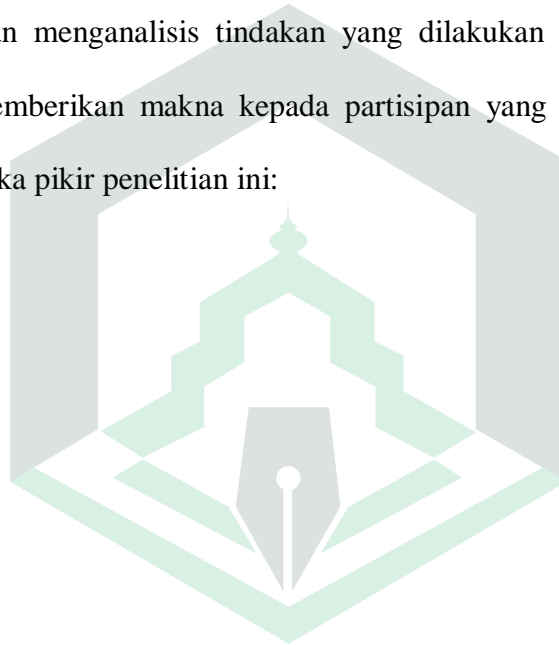 n menganalisis tindakan yang dilakukan
emberikan makna kepada partisipan yang
ka pikir penelitian ini: